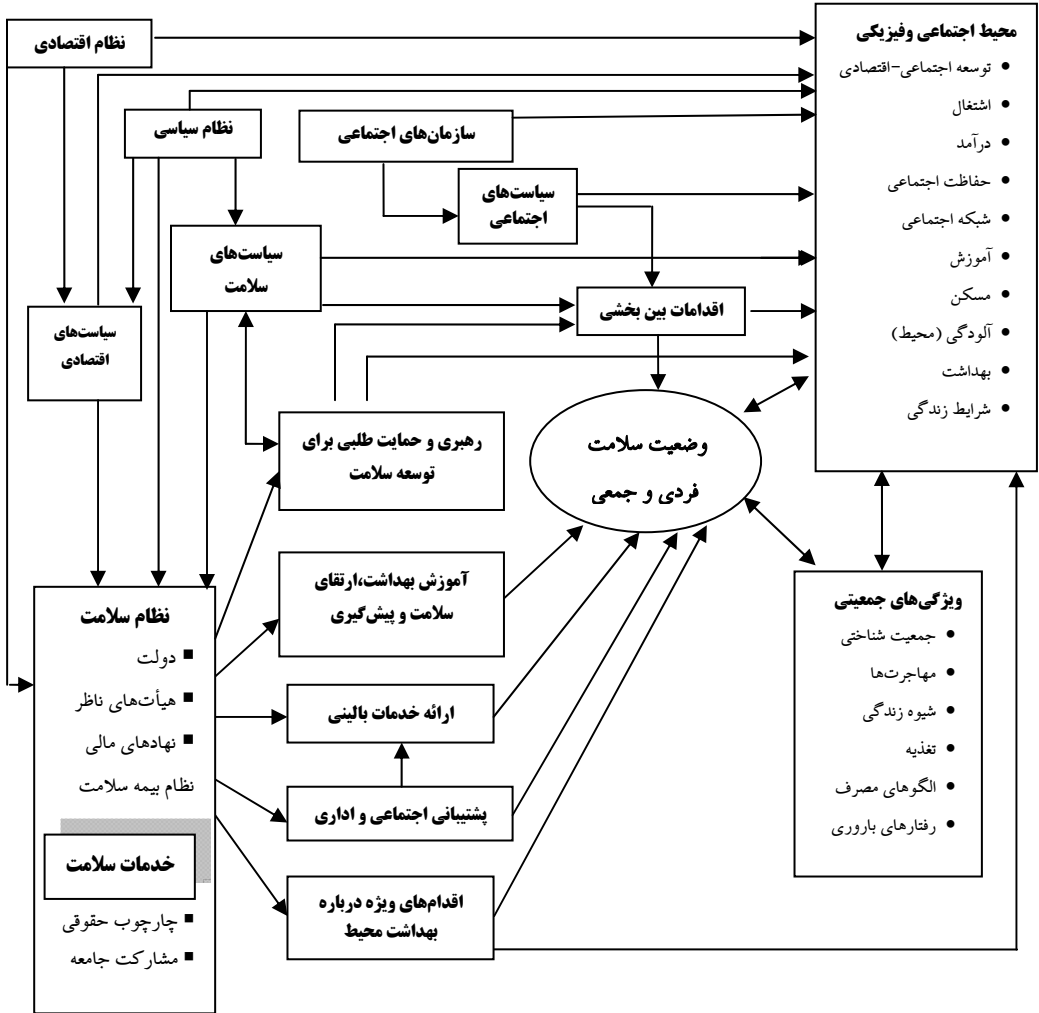 محیط اجتماعی وفیزیکی
• توسعه اجتماعی-اقتصادی
• اشتغال
• درآمد
• حفاظت اجتماعی
• شبکه اجتماعی
• آموزش
• مسکن
• آلودگی (محیط)
• بهداشت
• شرایط زندگی
نظام اقتصادی
نظام سیاسی
سازمان‌های اجتماعی
سیاست‌های
اجتماعی
سیاست‌های
سلامت
اقدامات بین بخشی
سیاست‌های
اقتصادی
رهبری و حمایت طلبی برای
توسعه سلامت
وضعیت سلامت
فردی و جمعی
آموزش بهداشت،ارتقای
سلامت و پیش‌گیری
ویژگی‌های جمعیتی
• جمعیت شناختی
• مهاجرت‌ها
• شیوه زندگی
• تغذیه
• الگوهای مصرف
• رفتارهای باروری
نظام سلامت
■ دولت
■ هیأت‌های ناظر
■ نهادهای مالی
نظام بیمه سلامت
خدمات سلامت
■ چارچوب حقوقی
■ مشارکت جامعه
ارائه خدمات بالینی
پشتیبانی اجتماعی و اداری
اقدام‌های ویژه درباره
بهداشت محیط